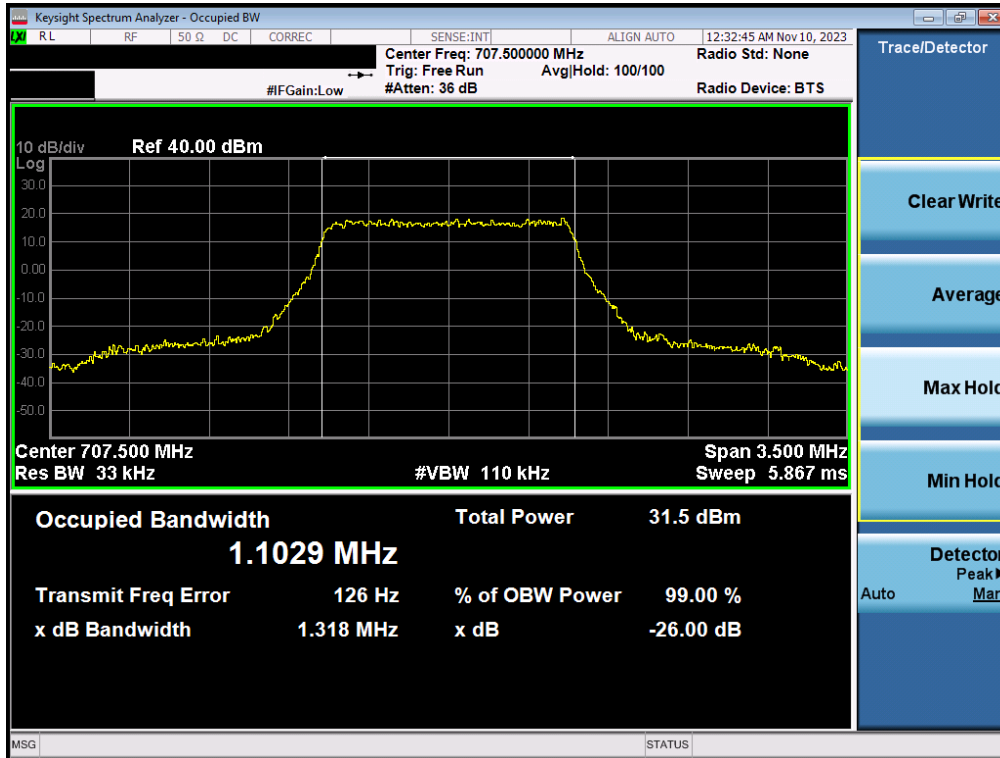 Keysight Spectrum Analyzer - Occupied BW
LXI RL RF 50 Ω DC CORREC SENSE:INT ALIGN AUTO 12:32:45 AM Nov 10, 2023
Center Freq: 707.500000 MHz Radio Std: None
Trig: Free Run Avg|Hold: 100/100
#IFGain:Low #Atten: 36 dB Radio Device: BTS
10 dB/div Ref 40.00 dBm
Log
30.0
20.0
10.0
0.00
-10.0
-20.0
-30.0
-40.0
-50.0
Center 707.500 MHz Span 3.500 MHz
Res BW 33 kHz #VBW 110 kHz Sweep 5.867 ms
Occupied Bandwidth Total Power 31.5 dBm
1.1029 MHz
Transmit Freq Error 126 Hz % of OBW Power 99.00 %
x dB Bandwidth 1.318 MHz x dB -26.00 dB
MSG STATUS
Trace/Detector
Clear Write
Average
Max Hold
Min Hold
Detector
Peak
Auto Man